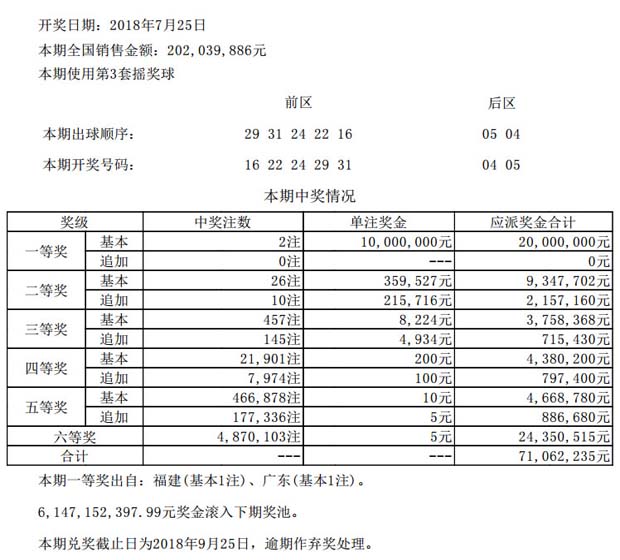 开奖日期：2018年7月25日
本期全国销售金额：202,039,886元
本期使用第3套摇奖球
前区 后区
本期出球顺序： 29 31 24 22 16 05 04
本期开奖号码： 16 22 24 29 31 04 05
本期中奖情况
奖级 中奖注数 单注奖金 应派奖金合计
一等奖 基本 2注 10,000,000元 20,000,000元
追加 0注 --- 0元
二等奖 基本 26注 359,527元 9,347,702元
追加 10注 215,716元 2,157,160元
三等奖 基本 457注 8,224元 3,758,368元
追加 145注 4,934元 715,430元
四等奖 基本 21,901注 200元 4,380,200元
追加 7,974注 100元 797,400元
五等奖 基本 466,878注 10元 4,668,780元
追加 177,336注 5元 886,680元
六等奖 4,870,103注 5元 24,350,515元
合计 --- --- 71,062,235元
本期一等奖出自：福建(基本1注)、广东(基本1注)。
6,147,152,397.99元奖金滚入下期奖池。
本期兑奖截止日为2018年9月25日，逾期作弃奖处理。